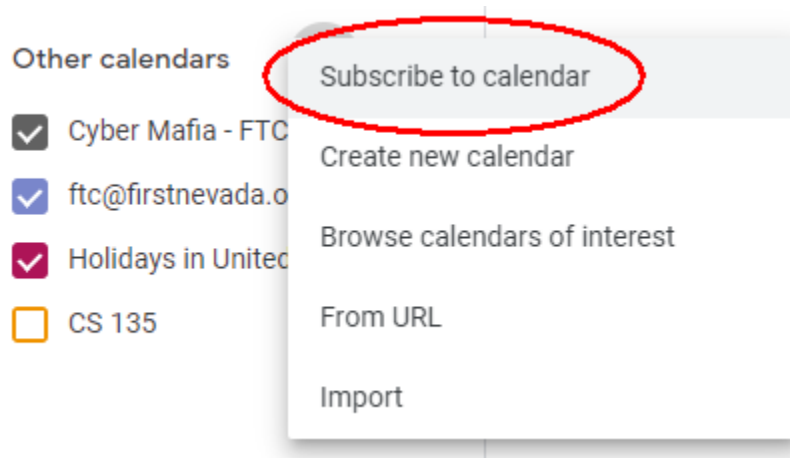 Other calendars
Cyber Mafia - FTC
ftc@firstnevada.o
Holidays in United
CS 135
Subscribe to calendar
Create new calendar
Browse calendars of interest
From URL
Import